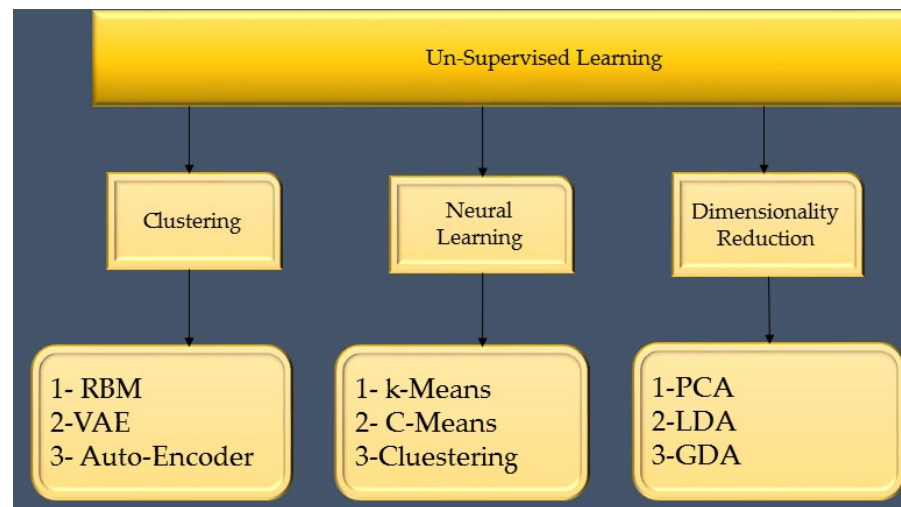 Un-Supervised Learning
Clustering
Neural
Learning
Dimensionality
Reduction
1- RBM
2-VAE
3- Auto-Encoder
1- k-Means
2- C-Means
3-Cluestering
1-PCA
2-LDA
3-GDA